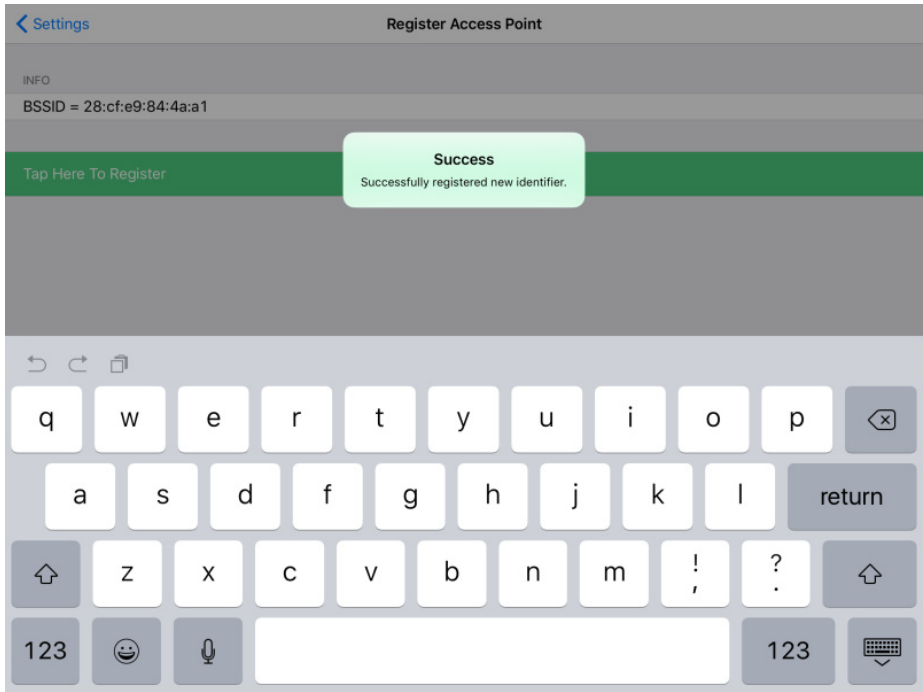 Settings
Register Access Point
INFO
BSSID = 28:cf:e9:84:4a:a1
Success
Successfully registered new identifier.
Tap Here To Register
q w e r t y u i o p
a s d f g h j k l return
z x c v b n m ! , ? .
123 123